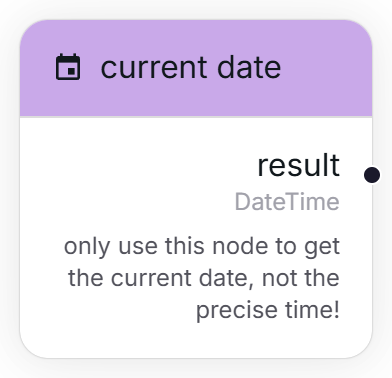 current date
result
DateTime
only use this node to get
the current date, not the
precise time!